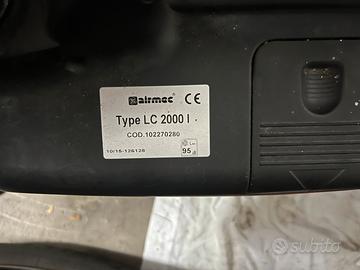 airmec CE
Type LC 2000 I
COD.102270280
10/15-126128
95
subito